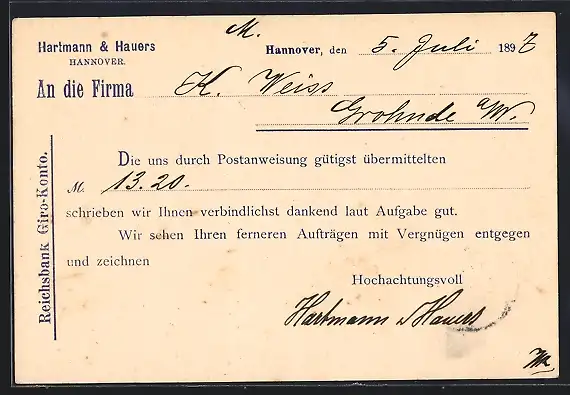 M.
Hartmann & Hauers
HANNOVER.
Hannover, den 5. Juli 1897
An die Firma K. Weiss
Grohnde a/W.
Reichsbank Giro-Konto.
Die uns durch Postanweisung gütigst übermittelten
M. 13.20.
schrieben wir Ihnen verbindlichst dankend laut Aufgabe gut.
Wir sehen Ihren ferneren Aufträgen mit Vergnügen entgegen
und zeichnen
Hochachtungsvoll
Hartmann & Hauers